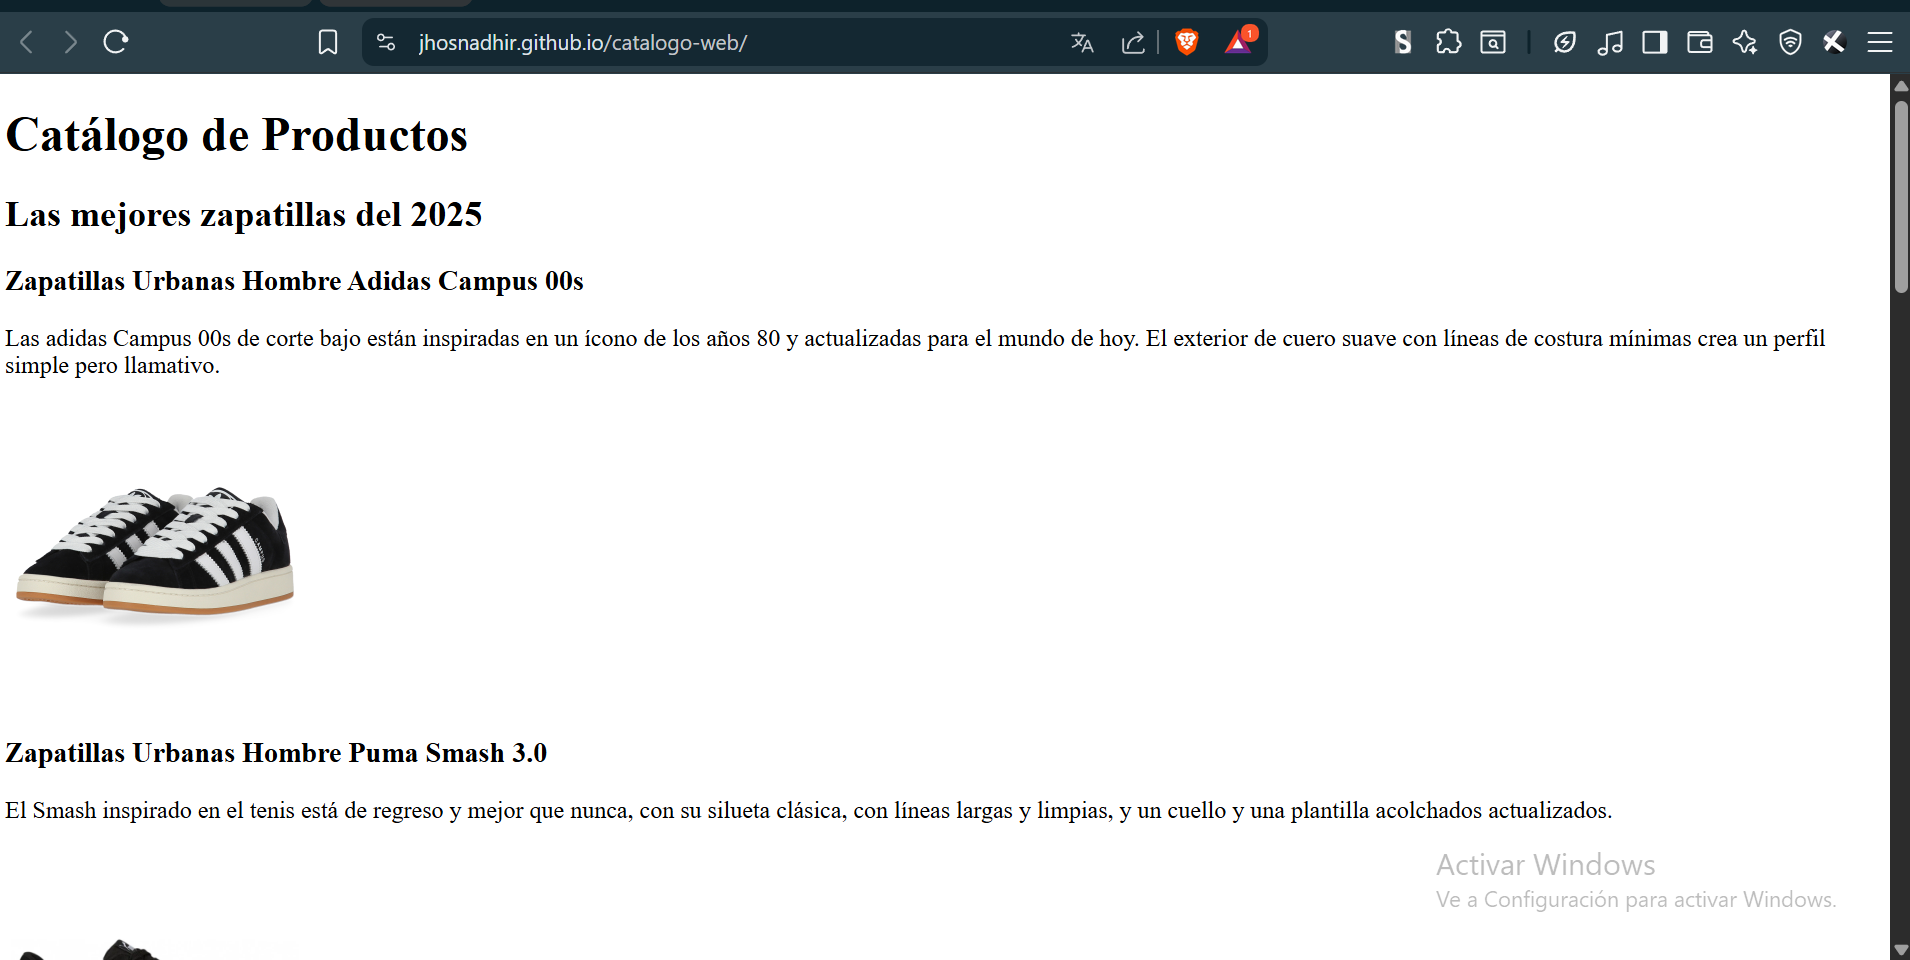 jhosnadhir.github.io/catalogo-web/
1
Catálogo de Productos
Las mejores zapatillas del 2025
Zapatillas Urbanas Hombre Adidas Campus 00s
Las adidas Campus 00s de corte bajo están inspiradas en un ícono de los años 80 y actualizadas para el mundo de hoy. El exterior de cuero suave con líneas de costura mínimas crea un perfil
simple pero llamativo.
Zapatillas Urbanas Hombre Puma Smash 3.0
El Smash inspirado en el tenis está de regreso y mejor que nunca, con su silueta clásica, con líneas largas y limpias, y un cuello y una plantilla acolchados actualizados.
Activar Windows
Ve a Configuración para activar Windows.